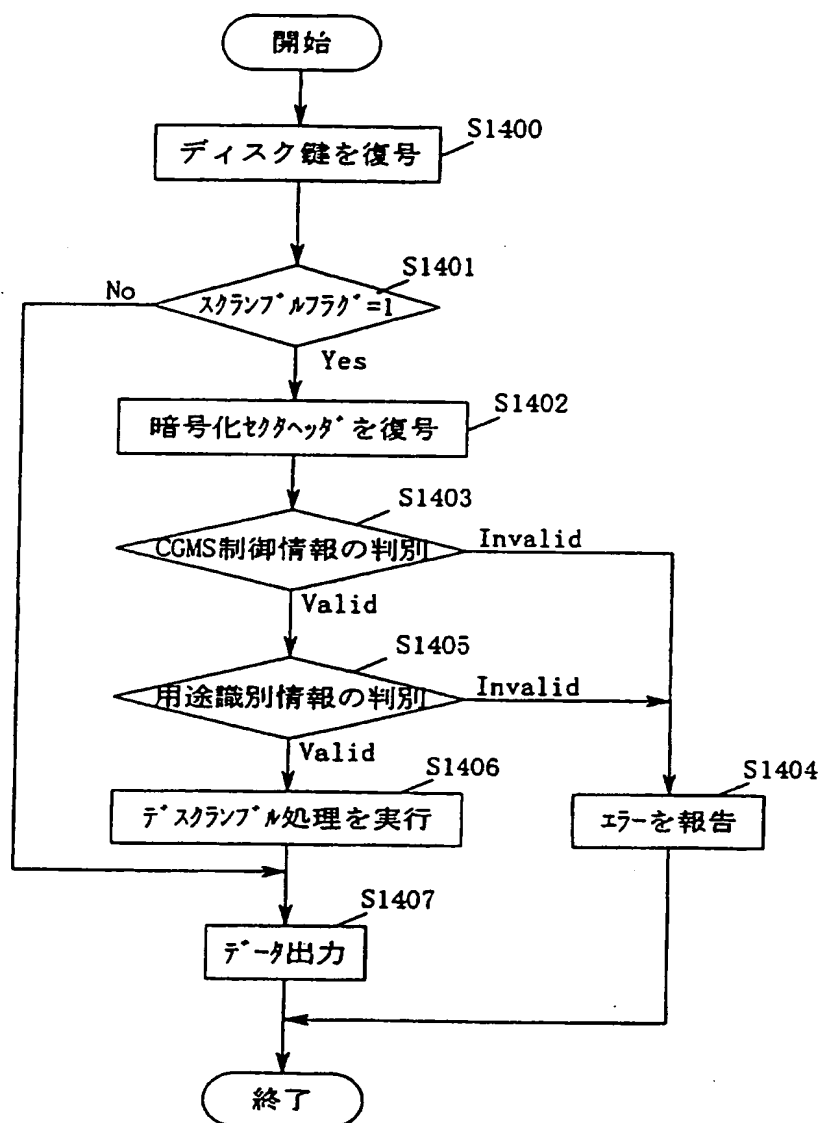 開始
S1400
ディスク鍵を復号
S1401
No
ｽｸﾗﾝﾌﾞﾙﾌﾗｸﾞ=1
Yes
S1402
暗号化ｾｸﾀﾍｯﾀﾞを復号
S1403
CGMS制御情報の判別
Invalid
Valid
S1405
用途識別情報の判別
Invalid
Valid
S1406
ﾃﾞｽｸﾗﾝﾌﾞﾙ処理を実行
S1404
ｴﾗｰを報告
S1407
ﾃﾞｰﾀ出力
終了